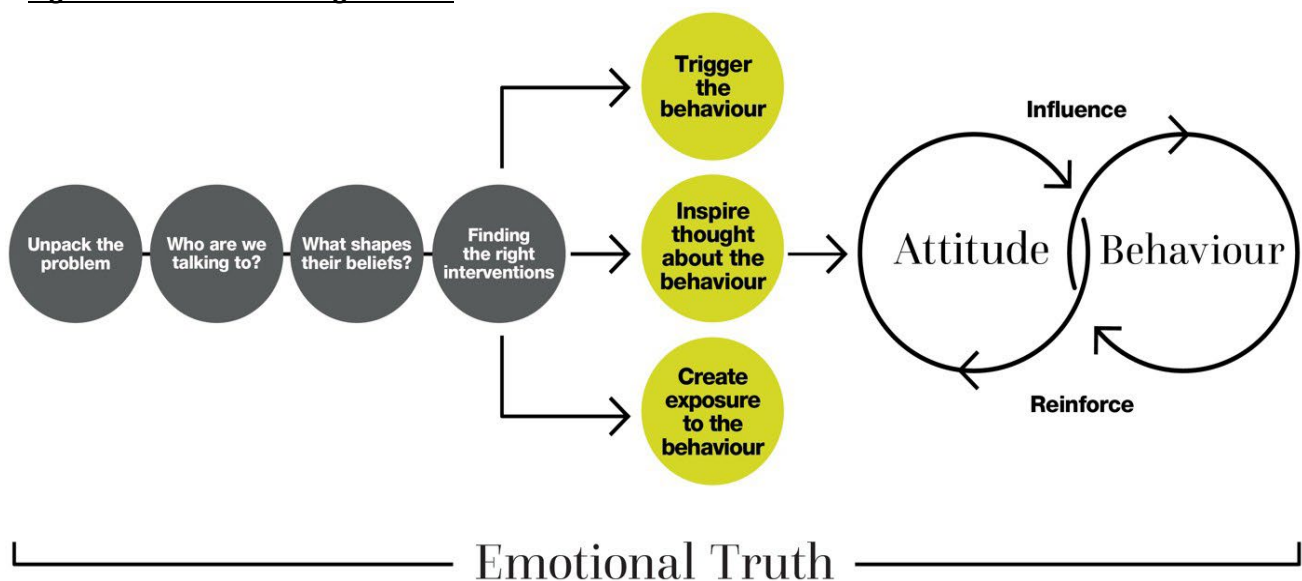 Unpack the
problem
Who are we
talking to?
What shapes
their beliefs?
Finding
the right
interventions
Trigger
the
behaviour
Inspire
thought
about the
behaviour
Create
exposure
to the
behaviour
Influence
Attitude
Behaviour
Reinforce
Emotional Truth